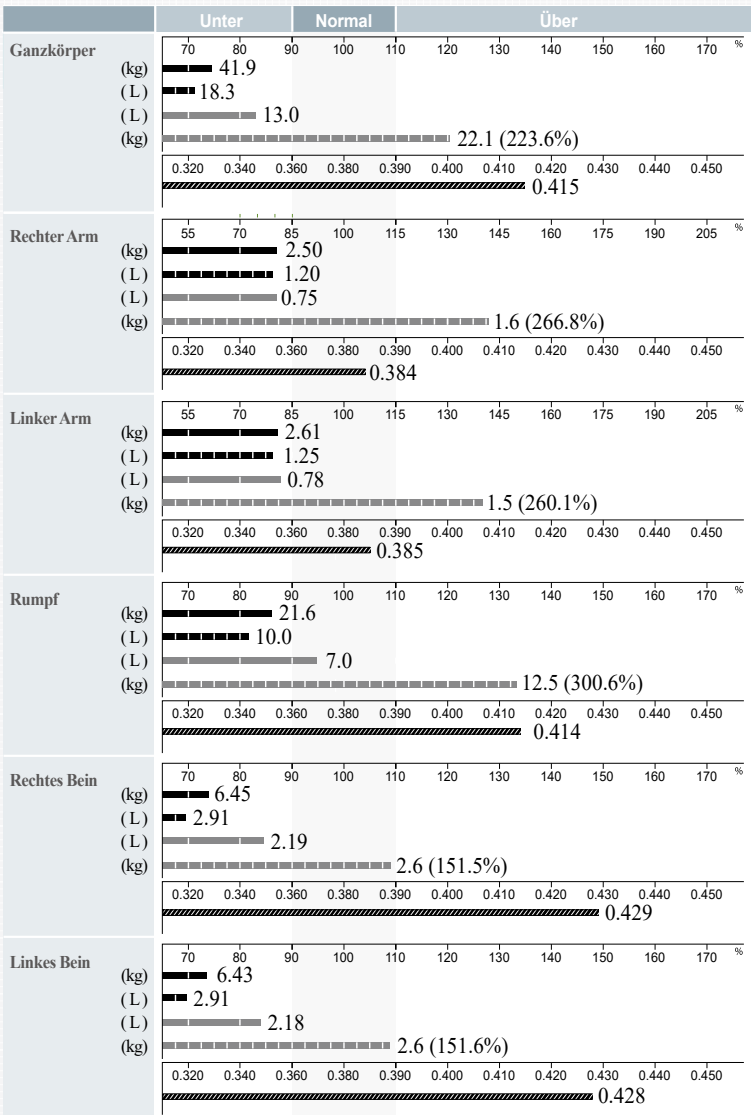 Unter Normal Über
Ganzkörper 70 80 90 100 110 120 130 140 150 160 170 %
(kg) 41.9
(L) 18.3
(L) 13.0
(kg) 22.1 (223.6%)
0.320 0.340 0.360 0.380 0.390 0.400 0.410 0.420 0.430 0.440 0.450
0.415
Rechter Arm 55 70 85 100 115 130 145 160 175 190 205 %
(kg) 2.50
(L) 1.20
(L) 0.75
(kg) 1.6 (266.8%)
0.320 0.340 0.360 0.380 0.390 0.400 0.410 0.420 0.430 0.440 0.450
0.384
Linker Arm 55 70 85 100 115 130 145 160 175 190 205 %
(kg) 2.61
(L) 1.25
(L) 0.78
(kg) 1.5 (260.1%)
0.320 0.340 0.360 0.380 0.390 0.400 0.410 0.420 0.430 0.440 0.450
0.385
Rumpf 70 80 90 100 110 120 130 140 150 160 170 %
(kg) 21.6
(L) 10.0
(L) 7.0
(kg) 12.5 (300.6%)
0.320 0.340 0.360 0.380 0.390 0.400 0.410 0.420 0.430 0.440 0.450
0.414
Rechtes Bein 70 80 90 100 110 120 130 140 150 160 170 %
(kg) 6.45
(L) 2.91
(L) 2.19
(kg) 2.6 (151.5%)
0.320 0.340 0.360 0.380 0.390 0.400 0.410 0.420 0.430 0.440 0.450
0.429
Linkes Bein 70 80 90 100 110 120 130 140 150 160 170 %
(kg) 6.43
(L) 2.91
(L) 2.18
(kg) 2.6 (151.6%)
0.320 0.340 0.360 0.380 0.390 0.400 0.410 0.420 0.430 0.440 0.450
0.428